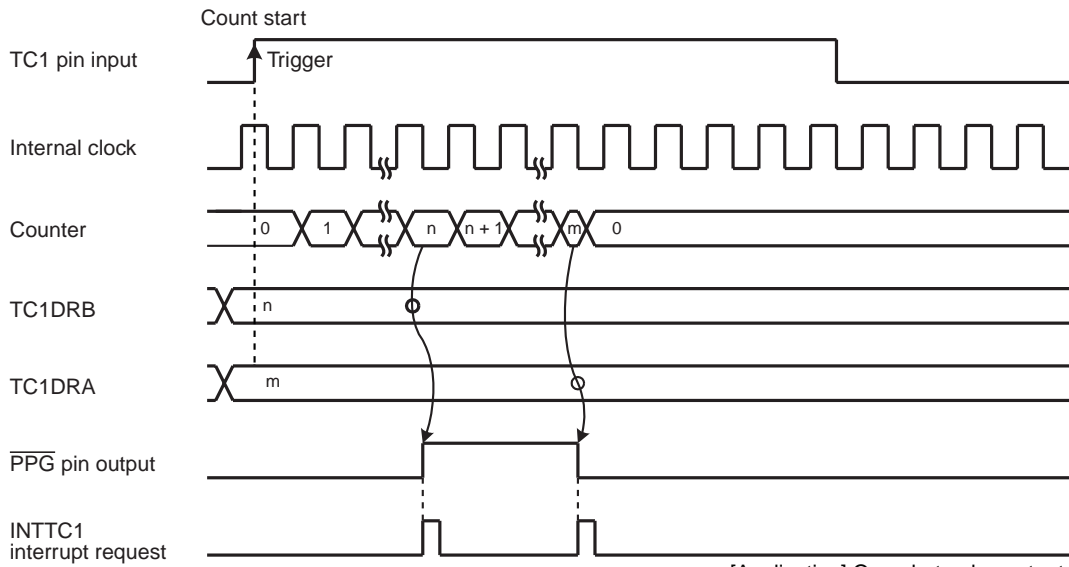 Count start
TC1 pin input
Trigger
Internal clock
Counter
0 1 n n + 1 m 0
TC1DRB
n
TC1DRA
m
PPG pin output
INTTC1
interrupt request